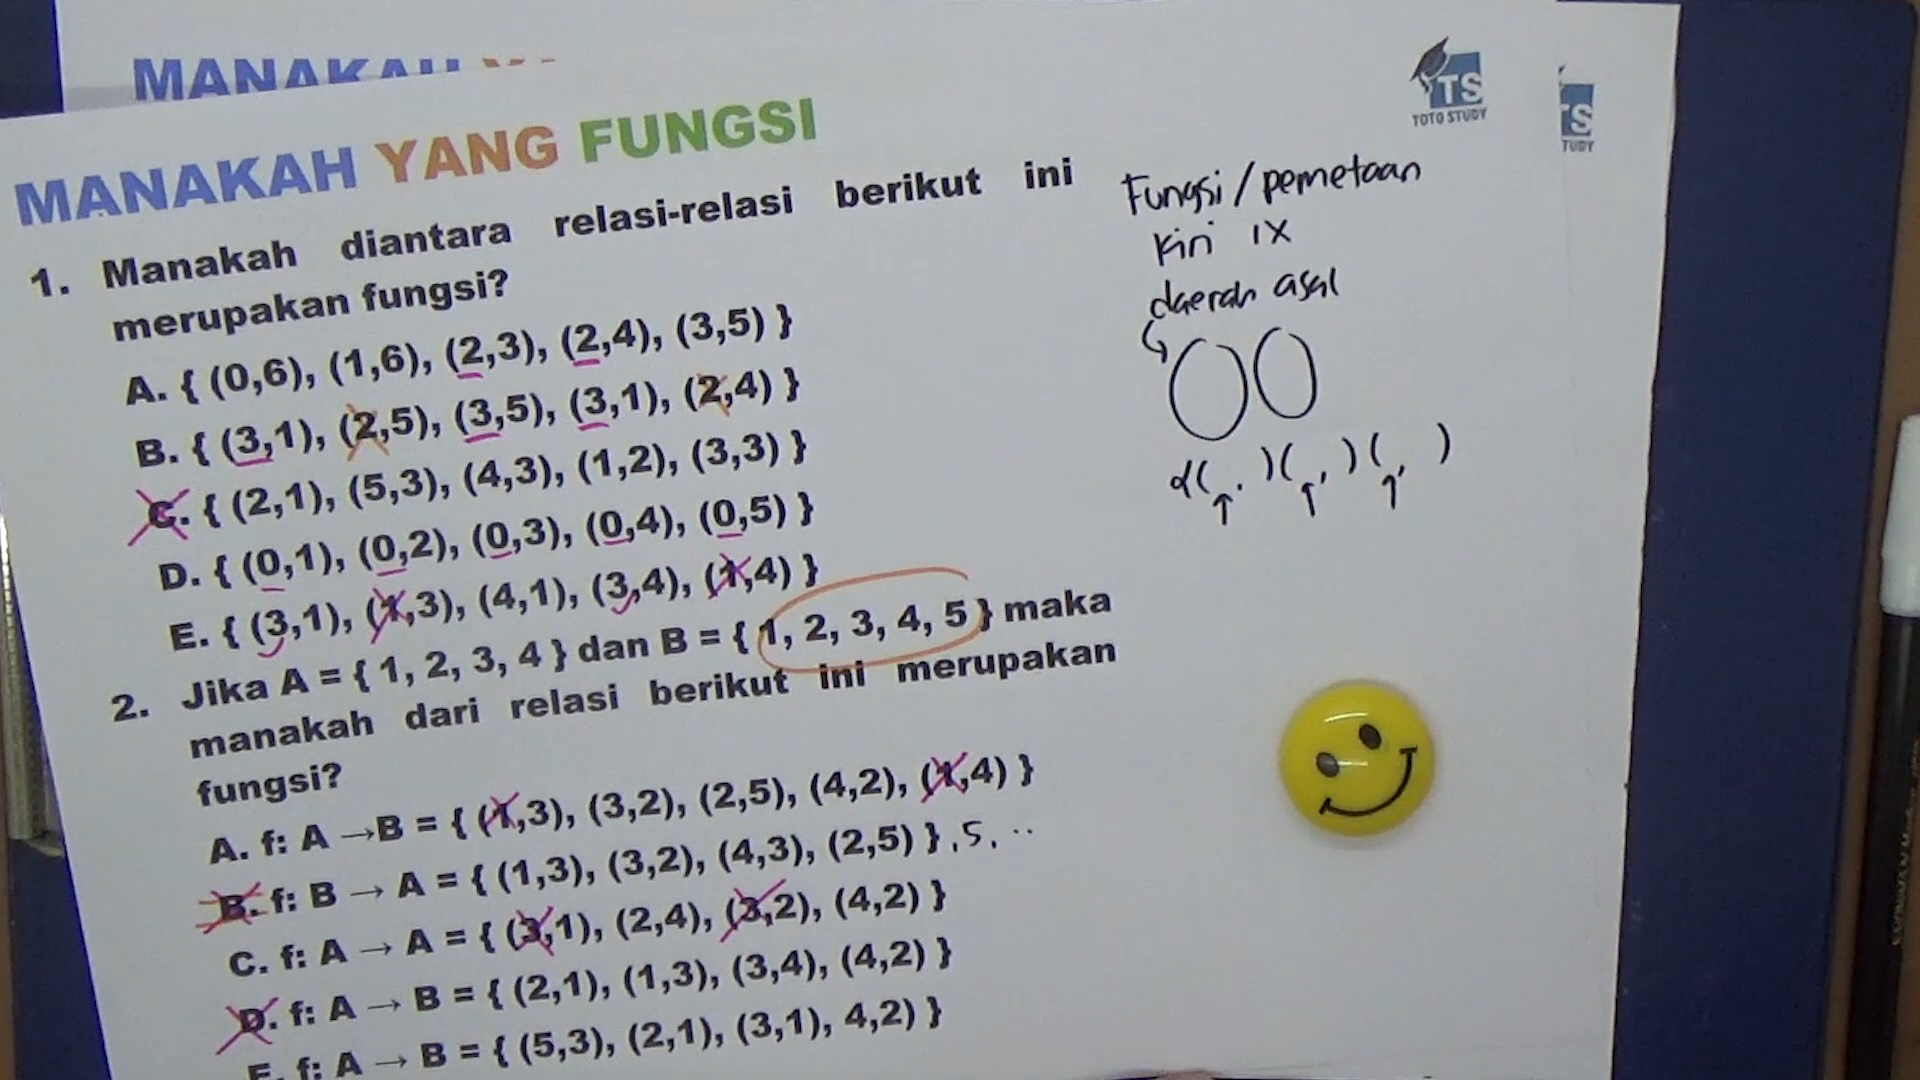 MANAKAH
TS
TOTO STUDY
TS
TUDY
MANAKAH YANG FUNGSI
1. Manakah diantara relasi-relasi berikut ini
merupakan fungsi?
A. { (0,6), (1,6), (2,3), (2,4), (3,5) }
B. { (3,1), (2,5), (3,5), (3,1), (2,4) }
C. { (2,1), (5,3), (4,3), (1,2), (3,3) }
D. { (0,1), (0,2), (0,3), (0,4), (0,5) }
E. { (3,1), (1,3), (4,1), (3,4), (1,4) }
2. Jika A = { 1, 2, 3, 4 } dan B = { 1, 2, 3, 4, 5 } maka
manakah dari relasi berikut ini merupakan
fungsi?
A. f: A →B = { (1,3), (3,2), (2,5), (4,2), (1,4) }
B. f: B → A = { (1,3), (3,2), (4,3), (2,5) } , 5, ..
C. f: A → A = { (3,1), (2,4), (3,2), (4,2) }
D. f: A → B = { (2,1), (1,3), (3,4), (4,2) }
E. f: A → B = { (5,3), (2,1), (3,1), 4,2) }
Fungsi / pemetaan
Kiri 1X
daerah asal
( , ) ( , ) ( , )